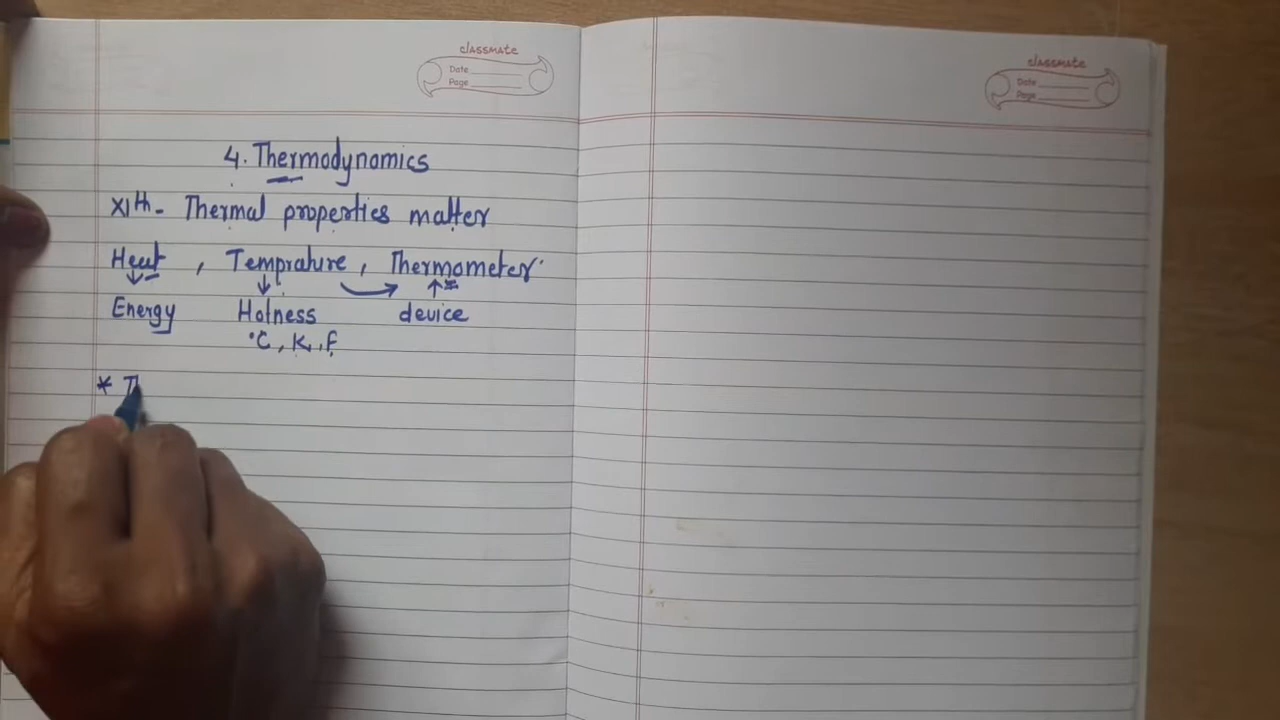 classmate
Date
Page
classmate
Date
Page
4. Thermodynamics
XIth - Thermal properties matter
Heat , Temprature , Thermometer
Energy Hotness device
°C, K, F
* T